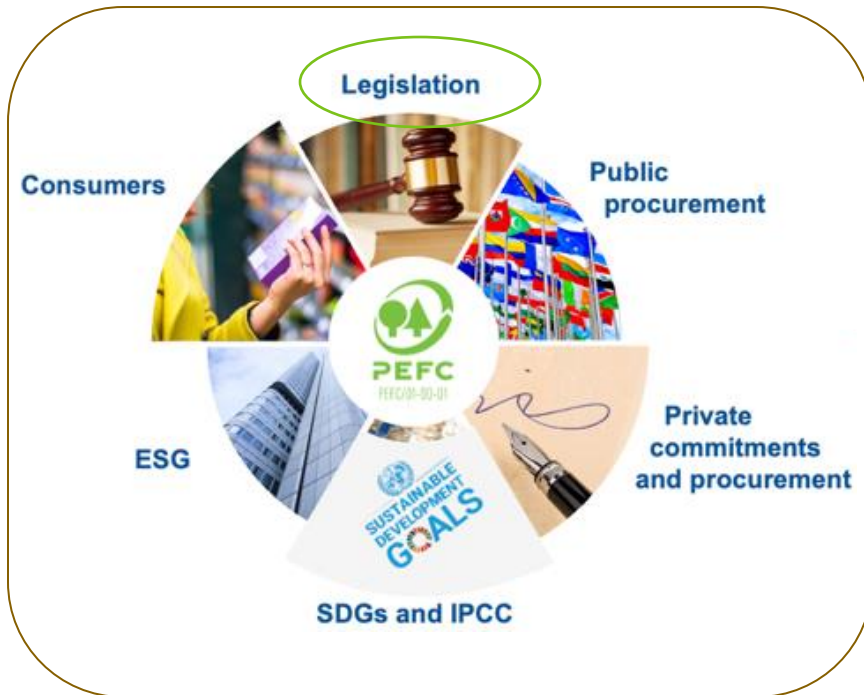 Legislation
Consumers
Public
procurement
PEFC
PEFC/01-00-01
ESG
Private
commitments
and procurement
SUSTAINABLE
DEVELOPMENT
GOALS
SDGs and IPCC